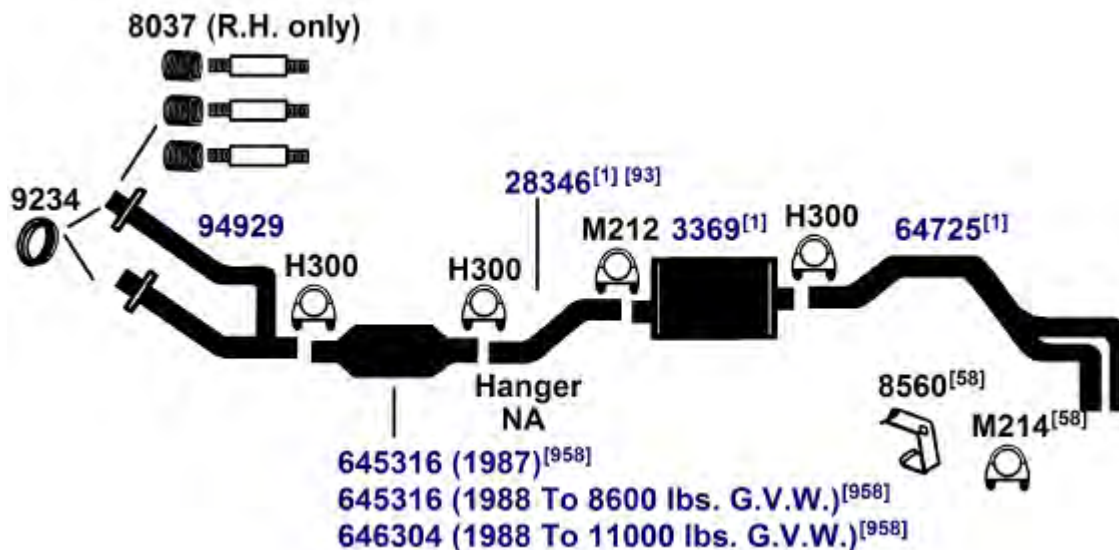 8037 (R.H. only)
9234
94929
H300
H300
28346[1] [93]
M212
3369[1]
H300
64725[1]
Hanger
NA
8560[58]
M214[58]
645316 (1987)[958]
645316 (1988 To 8600 lbs. G.V.W.)[958]
646304 (1988 To 11000 lbs. G.V.W.)[958]